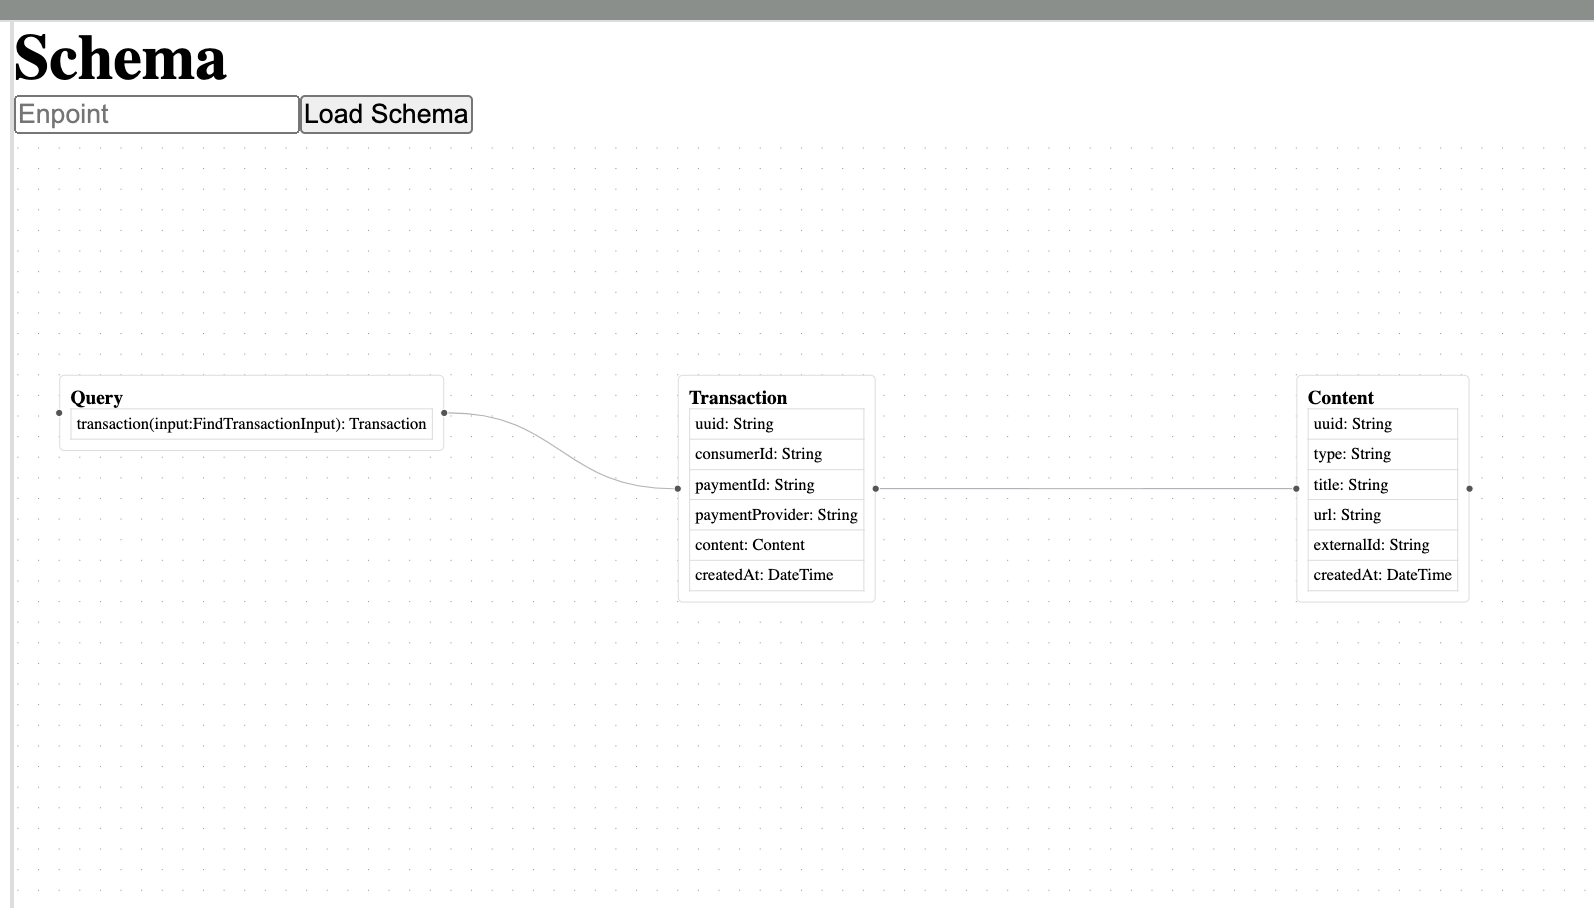 Schema
Enpoint
Load Schema
Query
transaction(input:FindTransactionInput): Transaction
Transaction
uuid: String
consumerId: String
paymentId: String
paymentProvider: String
content: Content
createdAt: DateTime
Content
uuid: String
type: String
title: String
url: String
externalId: String
createdAt: DateTime